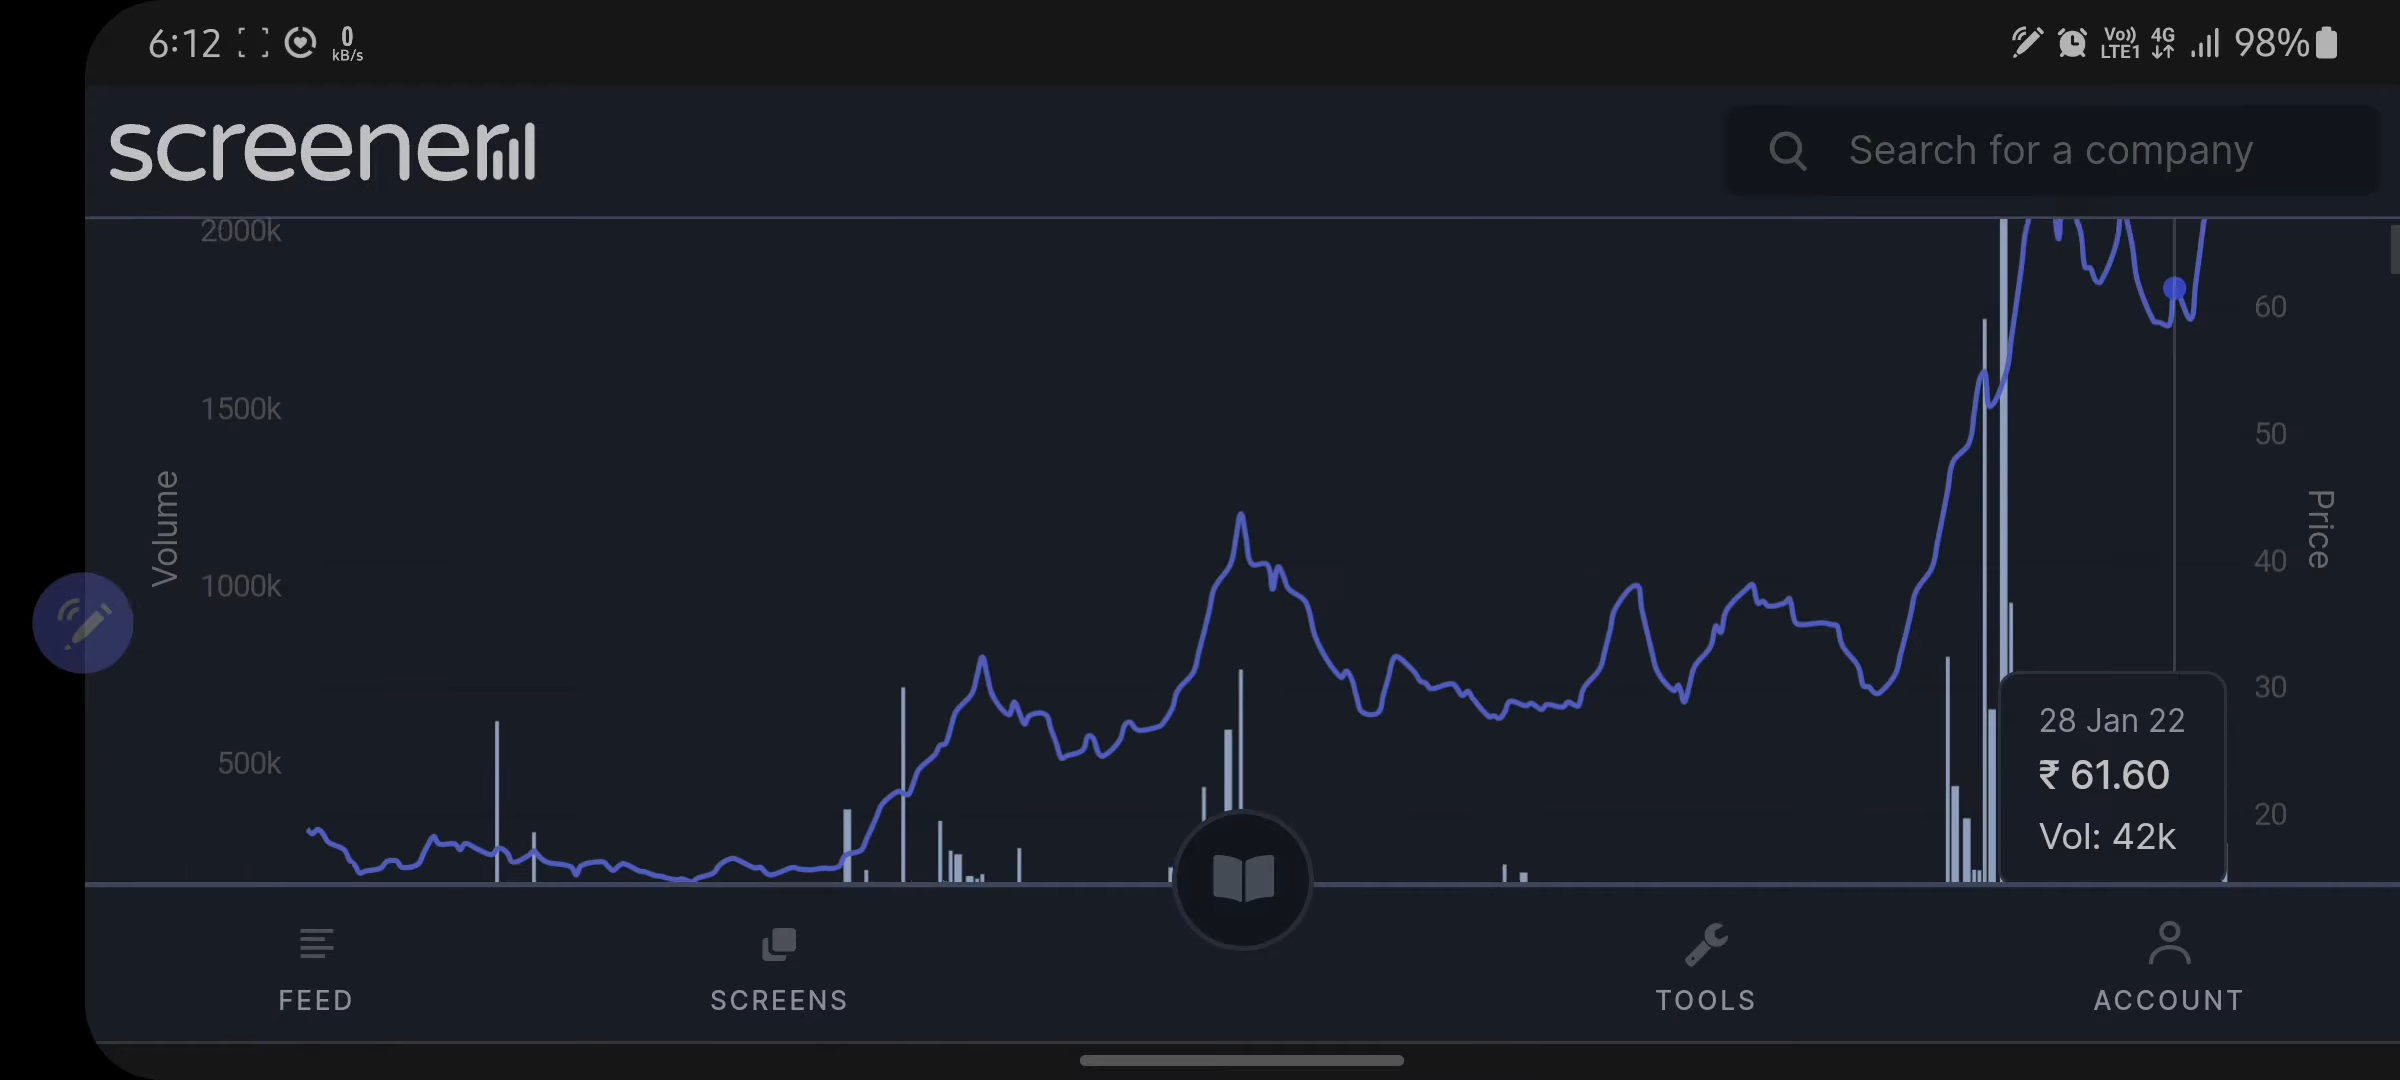 6:12
0
kB/s
Vo)) LTE1
4G
98%
screener
Search for a company
2000k
1500k
1000k
500k
Volume
60
50
40
30
20
Price
28 Jan 22
₹ 61.60
Vol: 42k
FEED
SCREENS
TOOLS
ACCOUNT